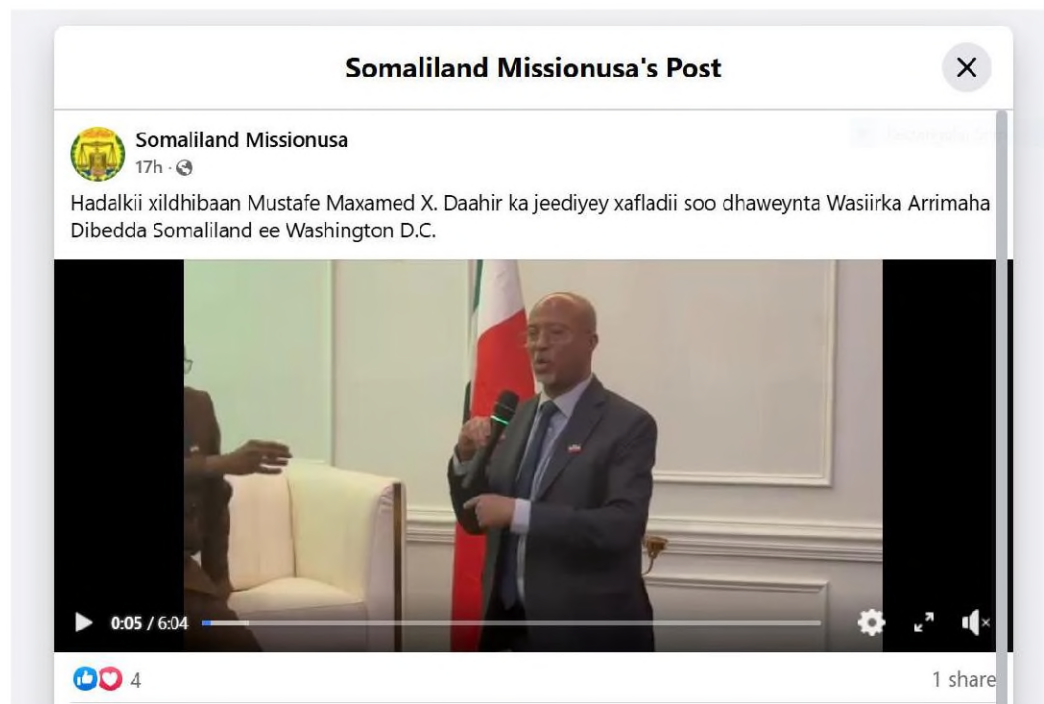 Somaliland Missionusa's Post
Somaliland Missionusa
17h ·
Hadalkii xildhibaan Mustafe Maxamed X. Daahir ka jeediyey xafladii soo dhaweynta Wasiirka Arrimaha
Dibedda Somaliland ee Washington D.C.
0:05 / 6:04
4
1 share